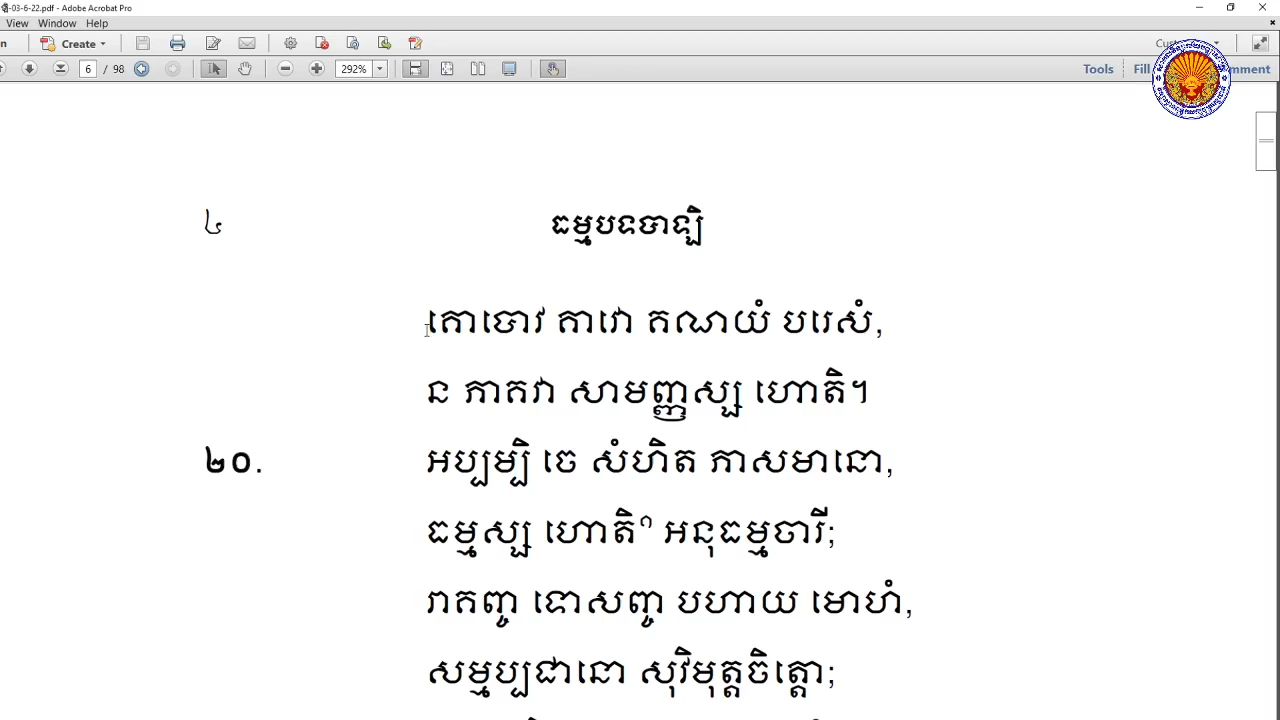 -03-6-22.pdf - Adobe Acrobat Pro
View Window Help
Create
6 / 98 292% Tools Fill mment
៤ ធម្មបទបាឡិ
គោបោវ គាវោ គណយំ បរេសំ,
ន ភាគវា សាមញ្ញស្ស ហោតិ។
២០. អប្បម្បិ ចេ សំហិត ភាសមានោ,
ធម្មស្ស ហោតិ១ អនុធម្មចារី;
រាគញ្ច ទោសញ្ច បហាយ មោហំ,
សម្មប្បជានោ សុវិមុត្តចិត្តោ;